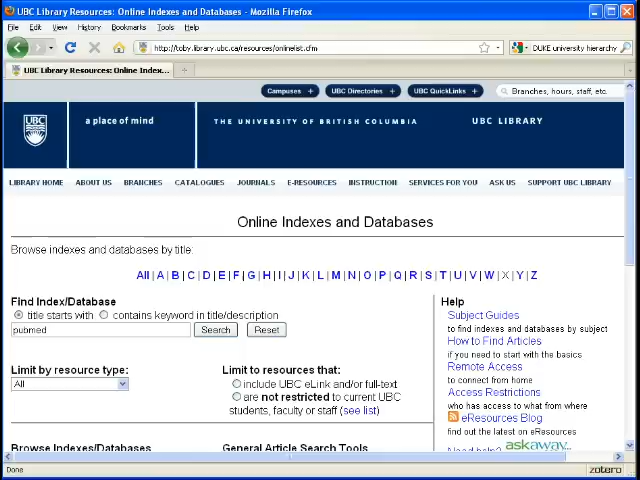 UBC Library Resources: Online Indexes and Databases - Mozilla Firefox
File Edit View History Bookmarks Tools Help
http://toby.library.ubc.ca/resources/onlinelist.cfm
DUKE university hierarchy
UBC Library Resources: Online Index...
Campuses + UBC Directories + UBC QuickLinks + Branches, hours, staff, etc.
UBC a place of mind THE UNIVERSITY OF BRITISH COLUMBIA UBC LIBRARY
LIBRARY HOME ABOUT US BRANCHES CATALOGUES JOURNALS E-RESOURCES INSTRUCTION SERVICES FOR YOU ASK US SUPPORT UBC LIBRARY
Online Indexes and Databases
Browse indexes and databases by title:
All | A | B | C | D | E | F | G | H | I | J | K | L | M | N | O | P | Q | R | S | T | U | V | W | X | Y | Z
Find Index/Database
title starts with contains keyword in title/description
pubmed Search Reset
Limit by resource type:
All
Limit to resources that:
include UBC eLink and/or full-text
are not restricted to current UBC
students, faculty or staff (see list)
Browse Indexes/Databases General Article Search Tools
Help
Subject Guides
to find indexes and databases by subject
How to Find Articles
if you need to start with the basics
Remote Access
to connect from home
Access Restrictions
who has access to what from where
eResources Blog
find out the latest on eResources
Need help?
askaway
Done
zotero